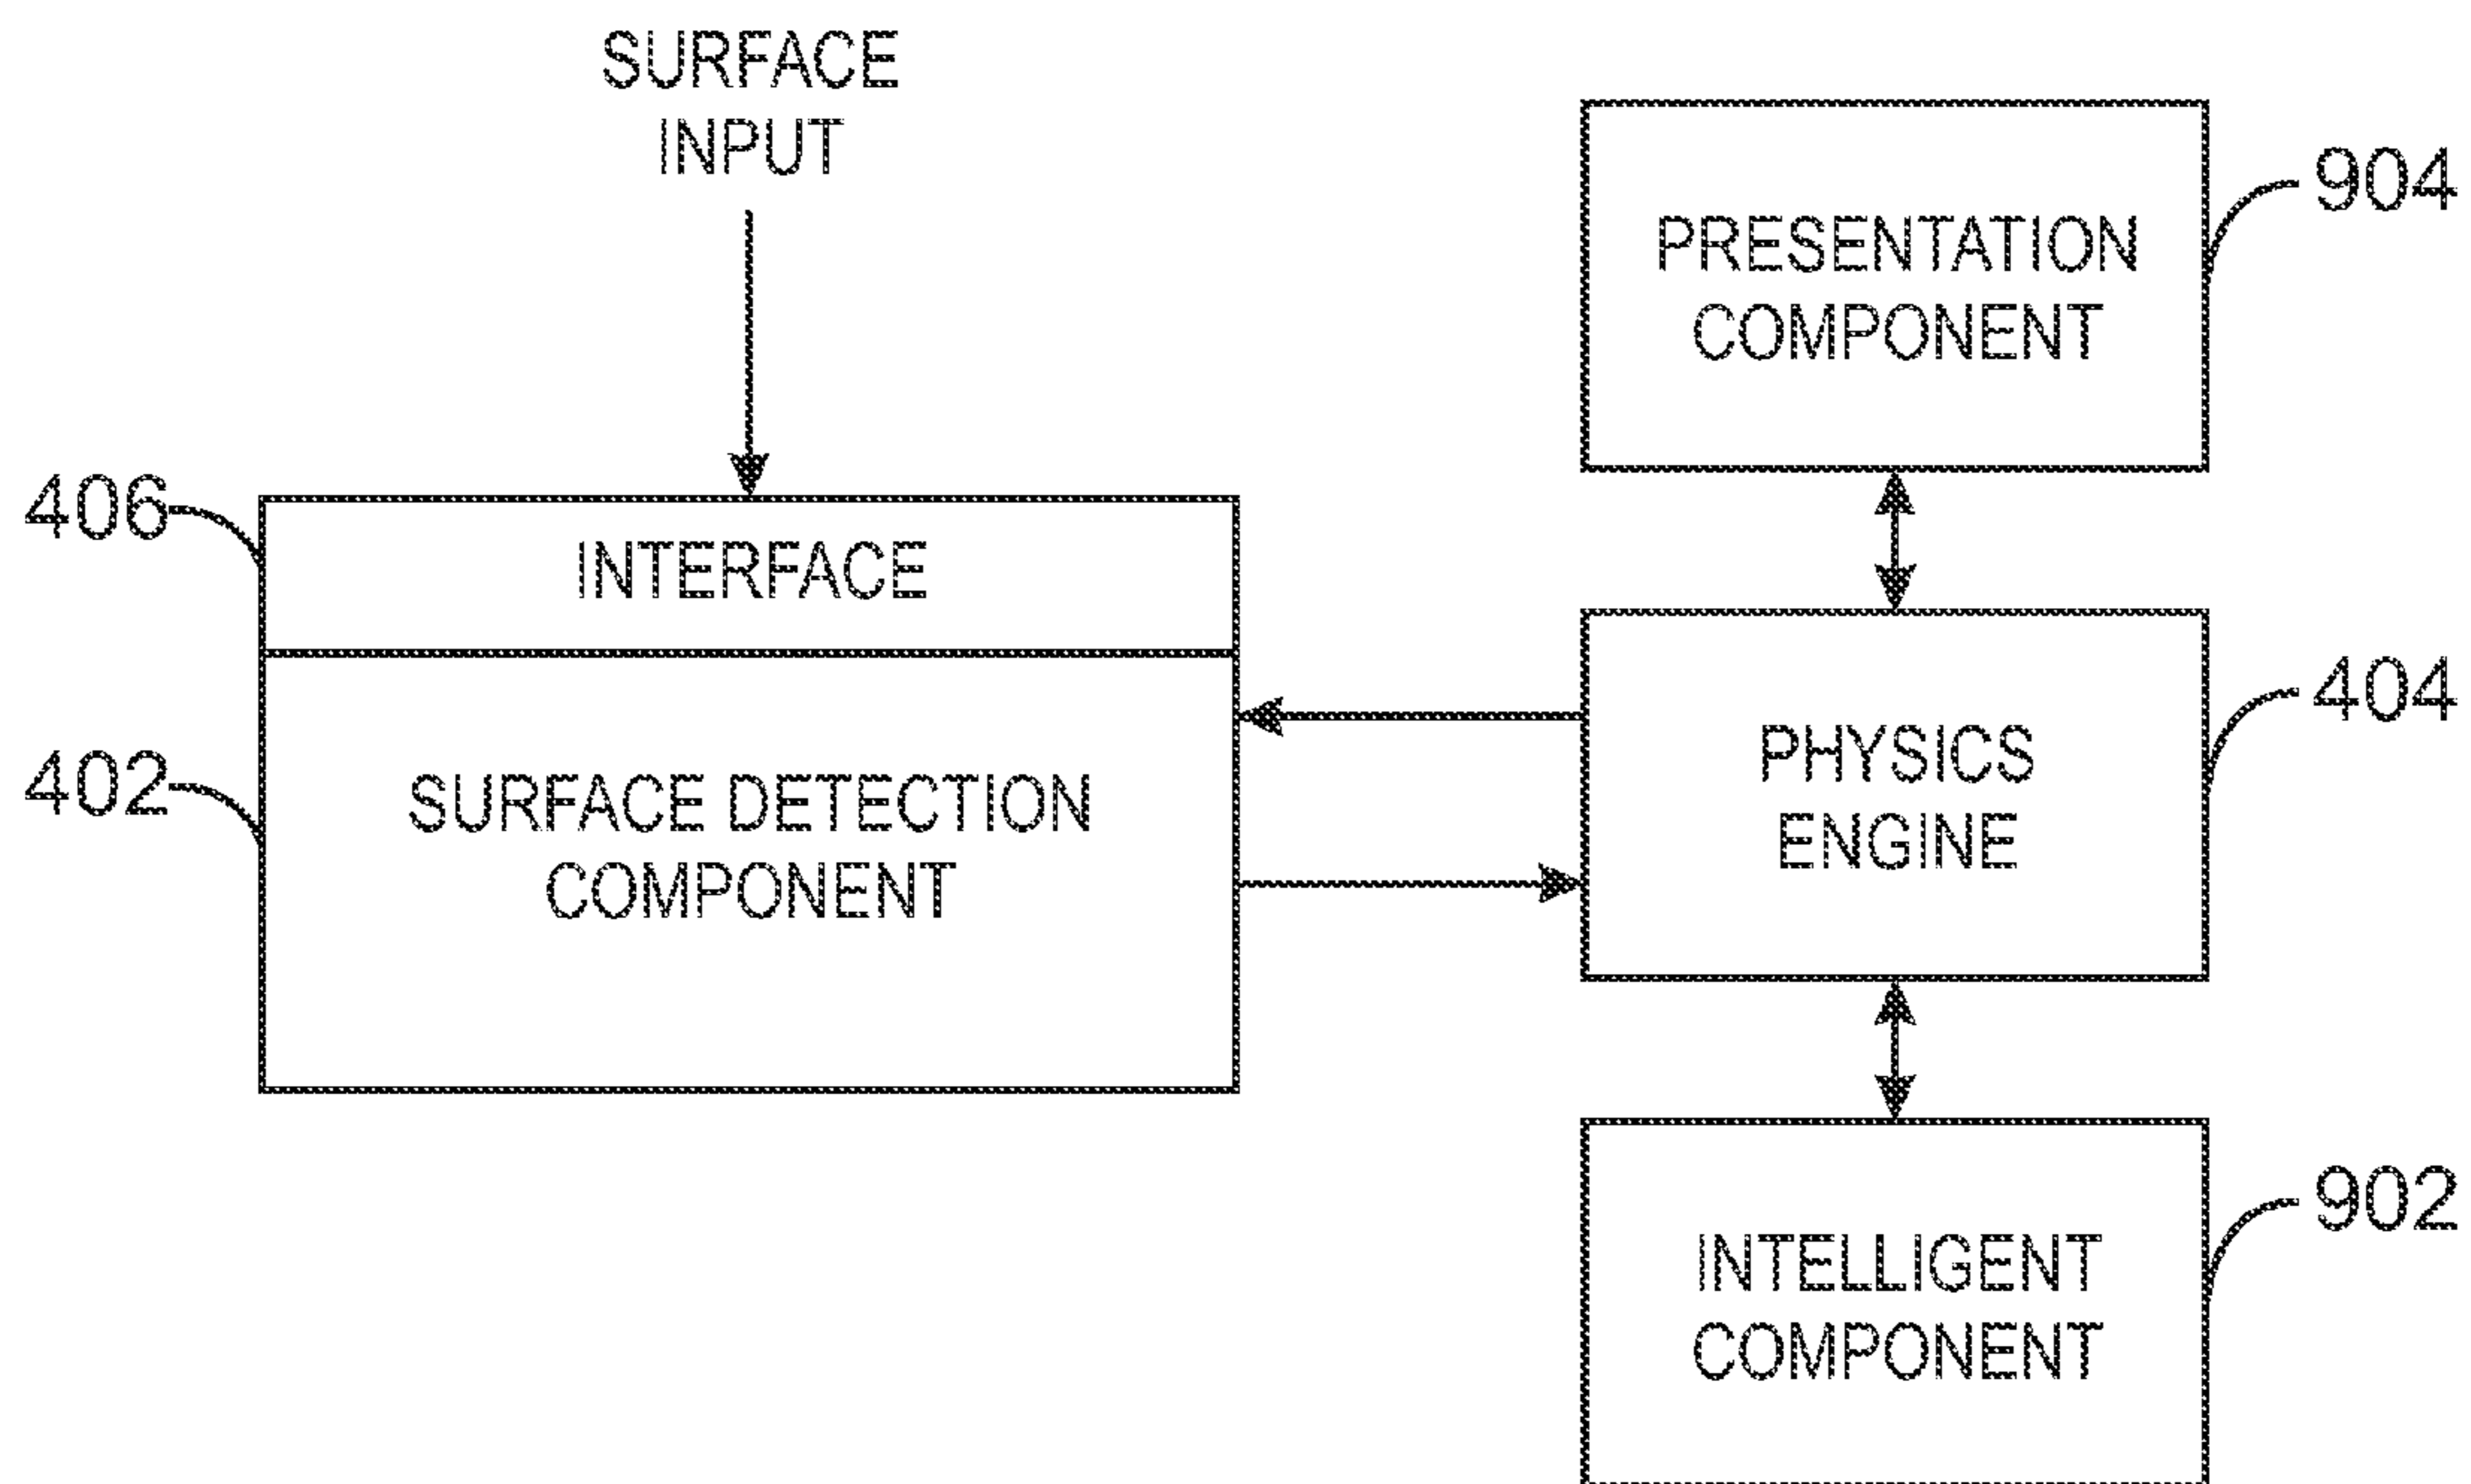 SURFACE
INPUT
406
INTERFACE
402
SURFACE DETECTION
COMPONENT
PRESENTATION
COMPONENT
904
PHYSICS
ENGINE
404
INTELLIGENT
COMPONENT
902